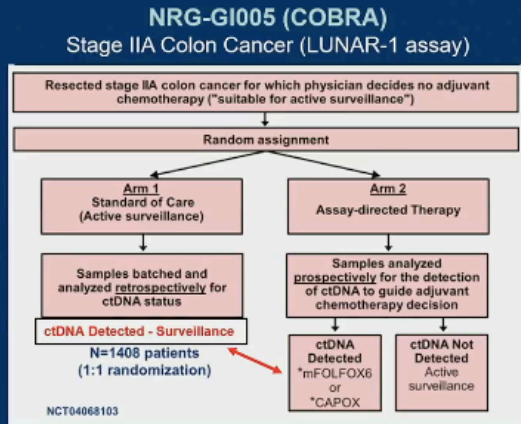 NRG-GI005 (COBRA)
Stage IIA Colon Cancer (LUNAR-1 assay)
Resected stage IIA colon cancer for which physician decides no adjuvant
chemotherapy ("suitable for active surveillance")
Random assignment
Arm 1
Standard of Care
(Active surveillance)
Arm 2
Assay-directed Therapy
Samples batched and
analyzed retrospectively for
ctDNA status
Samples analyzed
prospectively for the detection
of ctDNA to guide adjuvant
chemotherapy decision
ctDNA Detected - Surveillance
N=1408 patients
(1:1 randomization)
ctDNA
Detected
*mFOLFOX6
or
*CAPOX
ctDNA Not
Detected
Active
surveillance
NCT04068103